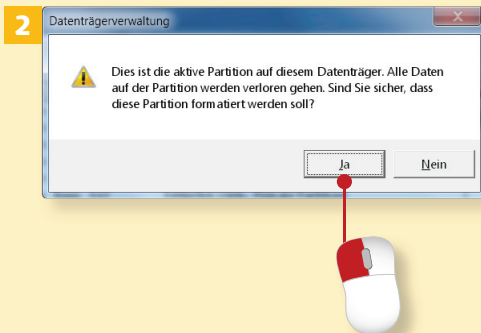 2
Datenträgerverwaltung
Dies ist die aktive Partition auf diesem Datenträger. Alle Daten
auf der Partition werden verloren gehen. Sind Sie sicher, dass
diese Partition formatiert werden soll?
Ja
Nein